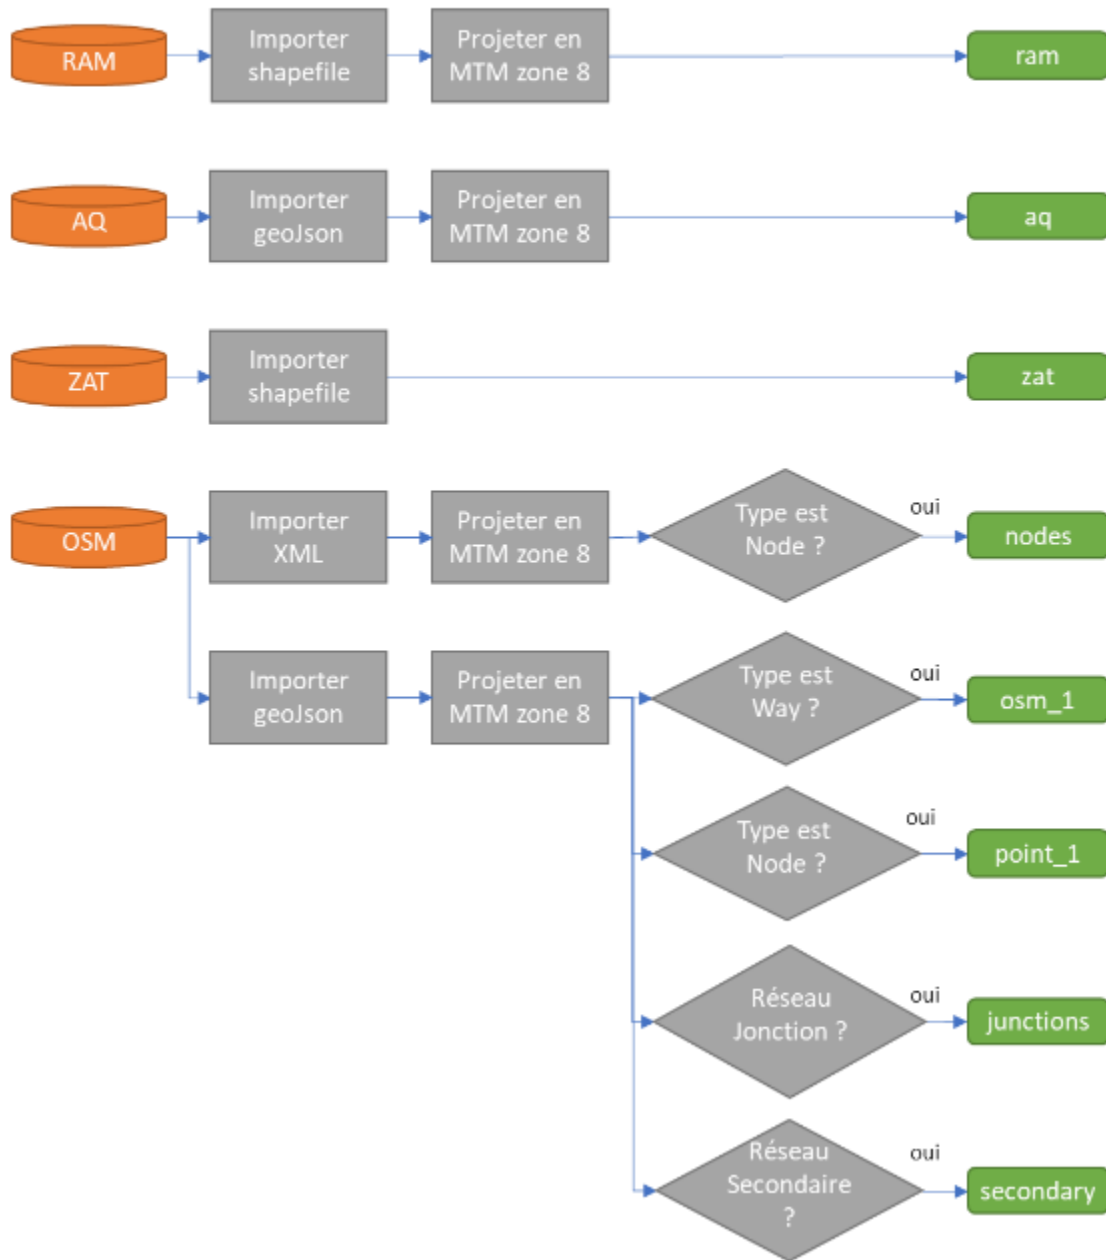 RAM
Importer
shapefile
Projeter en
MTM zone 8
ram
AQ
Importer
geoJson
Projeter en
MTM zone 8
aq
ZAT
Importer
shapefile
zat
OSM
Importer
XML
Projeter en
MTM zone 8
Type est
Node ?
oui
nodes
Importer
geoJson
Projeter en
MTM zone 8
Type est
Way ?
oui
osm_1
Type est
Node ?
oui
point_1
Réseau
Jonction ?
oui
junctions
Réseau
Secondaire
?
oui
secondary